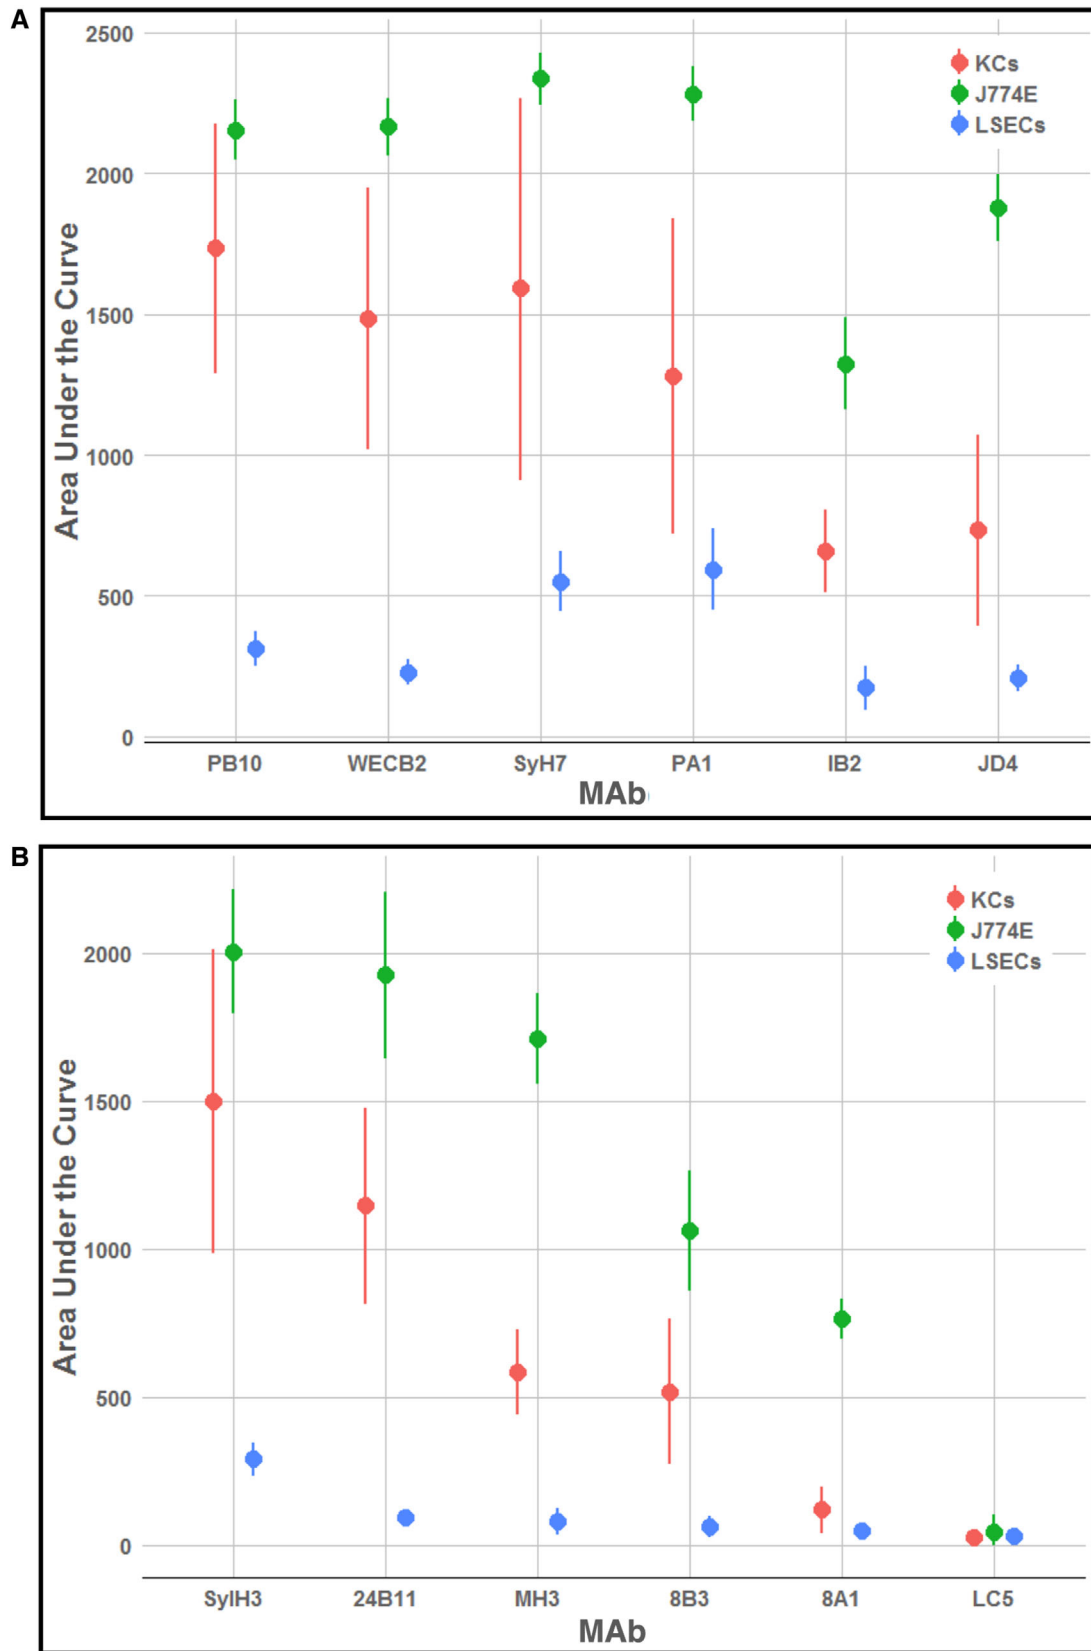 A
Area Under the Curve
2500
2000
1500
1000
500
0
KCs
J774E
LSECs
PB10 WECB2 SyH7 PA1 IB2 JD4
MAb
B
Area Under the Curve
2000
1500
1000
500
0
KCs
J774E
LSECs
SylH3 24B11 MH3 8B3 8A1 LC5
MAb